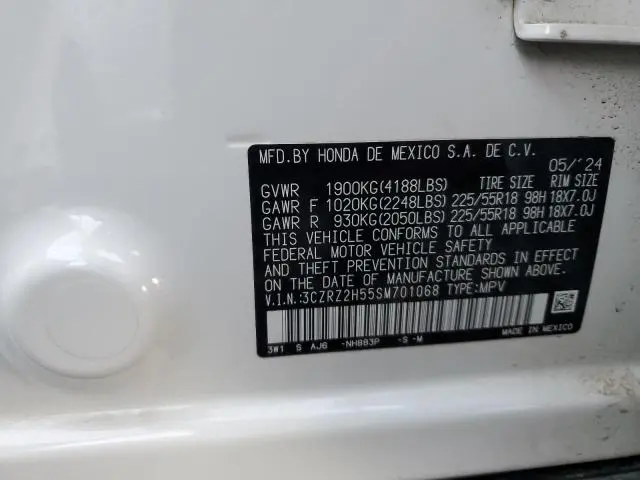 MFD.BY HONDA DE MEXICO S.A. DE C.V. 05/'24
GVWR 1900KG(4188LBS) TIRE SIZE RIM SIZE
GAWR F 1020KG(2248LBS) 225/55R18 98H 18X7.0J
GAWR R 930KG(2050LBS) 225/55R18 98H 18X7.0J
THIS VEHICLE CONFORMS TO ALL APPLICABLE
FEDERAL MOTOR VEHICLE SAFETY
AND THEFT PREVENTION STANDARDS IN EFFECT
ON THE DATE OF MANUFACTURE SHOWN ABOVE.
V.I.N.:3CZRZ2H55SM701068 TYPE:MPV
3W1 S AJ6 -NH883P -S -M MADE IN MEXICO